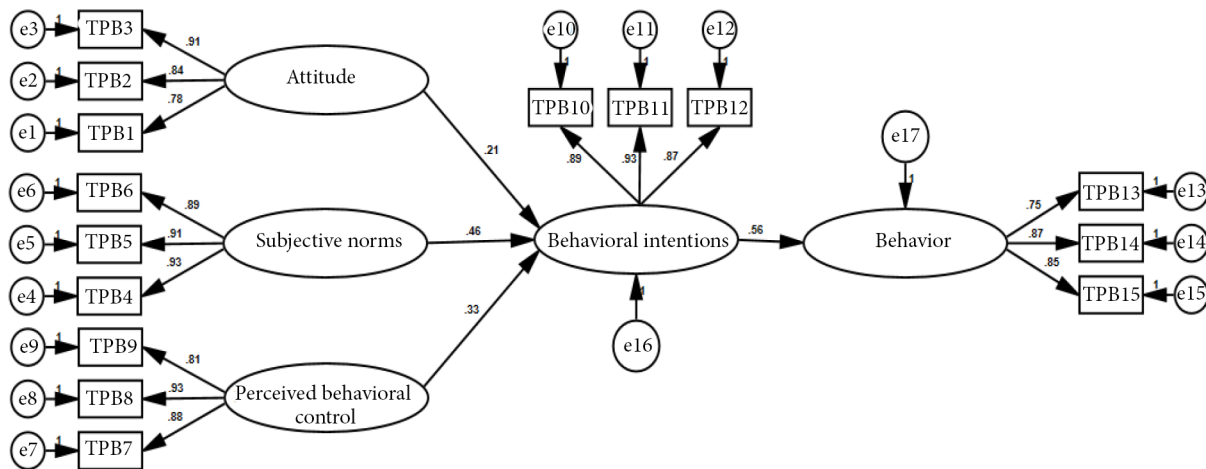 e3 1 TPB3 .91
e2 1 TPB2 .84
e1 1 TPB1 .78
Attitude
.21
e6 1 TPB6 .89
e5 1 TPB5 .91
e4 1 TPB4 .93
Subjective norms
.46
e9 1 TPB9 .81
e8 1 TPB8 .93
e7 1 TPB7 .88
Perceived behavioral
control
.33
e10 e11 e12
1 1 1
TPB10 TPB11 TPB12
.89 .93 .87
Behavioral intentions
1
e16
.56
e17
1
Behavior
.75 TPB13 1 e13
.87 TPB14 1 e14
.85 TPB15 1 e15